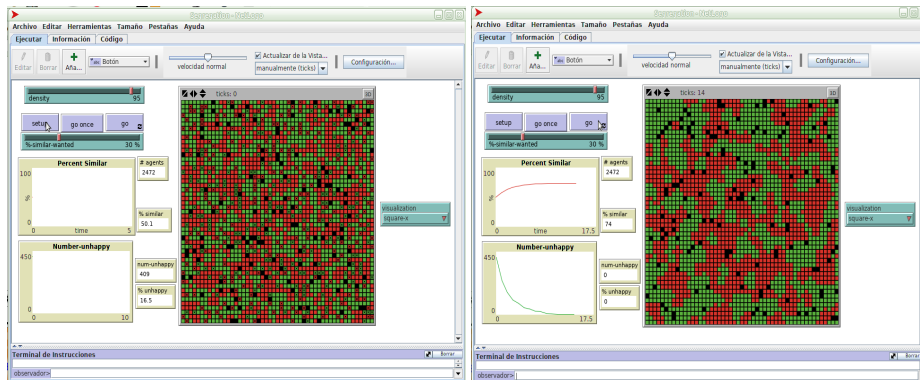 Segregation - NetLogo
Archivo Editar Herramientas Tamaño Pestañas Ayuda
Ejecutar Información Código
Editar Borrar Aña... Botón
velocidad normal
Actualizar de la Vista...
manualmente (ticks)
Configuración...
density 95
ticks: 0 3D
setup go once go
%-similar-wanted 30 %
Percent Similar
100
%
0
0 time 5
# agents
2472
% similar
50.1
visualization
square-x
Number-unhappy
450
0
0 10
num-unhappy
409
% unhappy
16.5
Terminal de Instrucciones Borrar
observador>
Segregation - NetLogo
Archivo Editar Herramientas Tamaño Pestañas Ayuda
Ejecutar Información Código
Editar Borrar Aña... Botón
velocidad normal
Actualizar de la Vista...
manualmente (ticks)
Configuración...
density 95
ticks: 14 3D
setup go once go
%-similar-wanted 30 %
Percent Similar
100
%
0
0 time 17.5
# agents
2472
% similar
74
visualization
square-x
Number-unhappy
450
0
0 17.5
num-unhappy
0
% unhappy
0
Terminal de Instrucciones Borrar
observador>